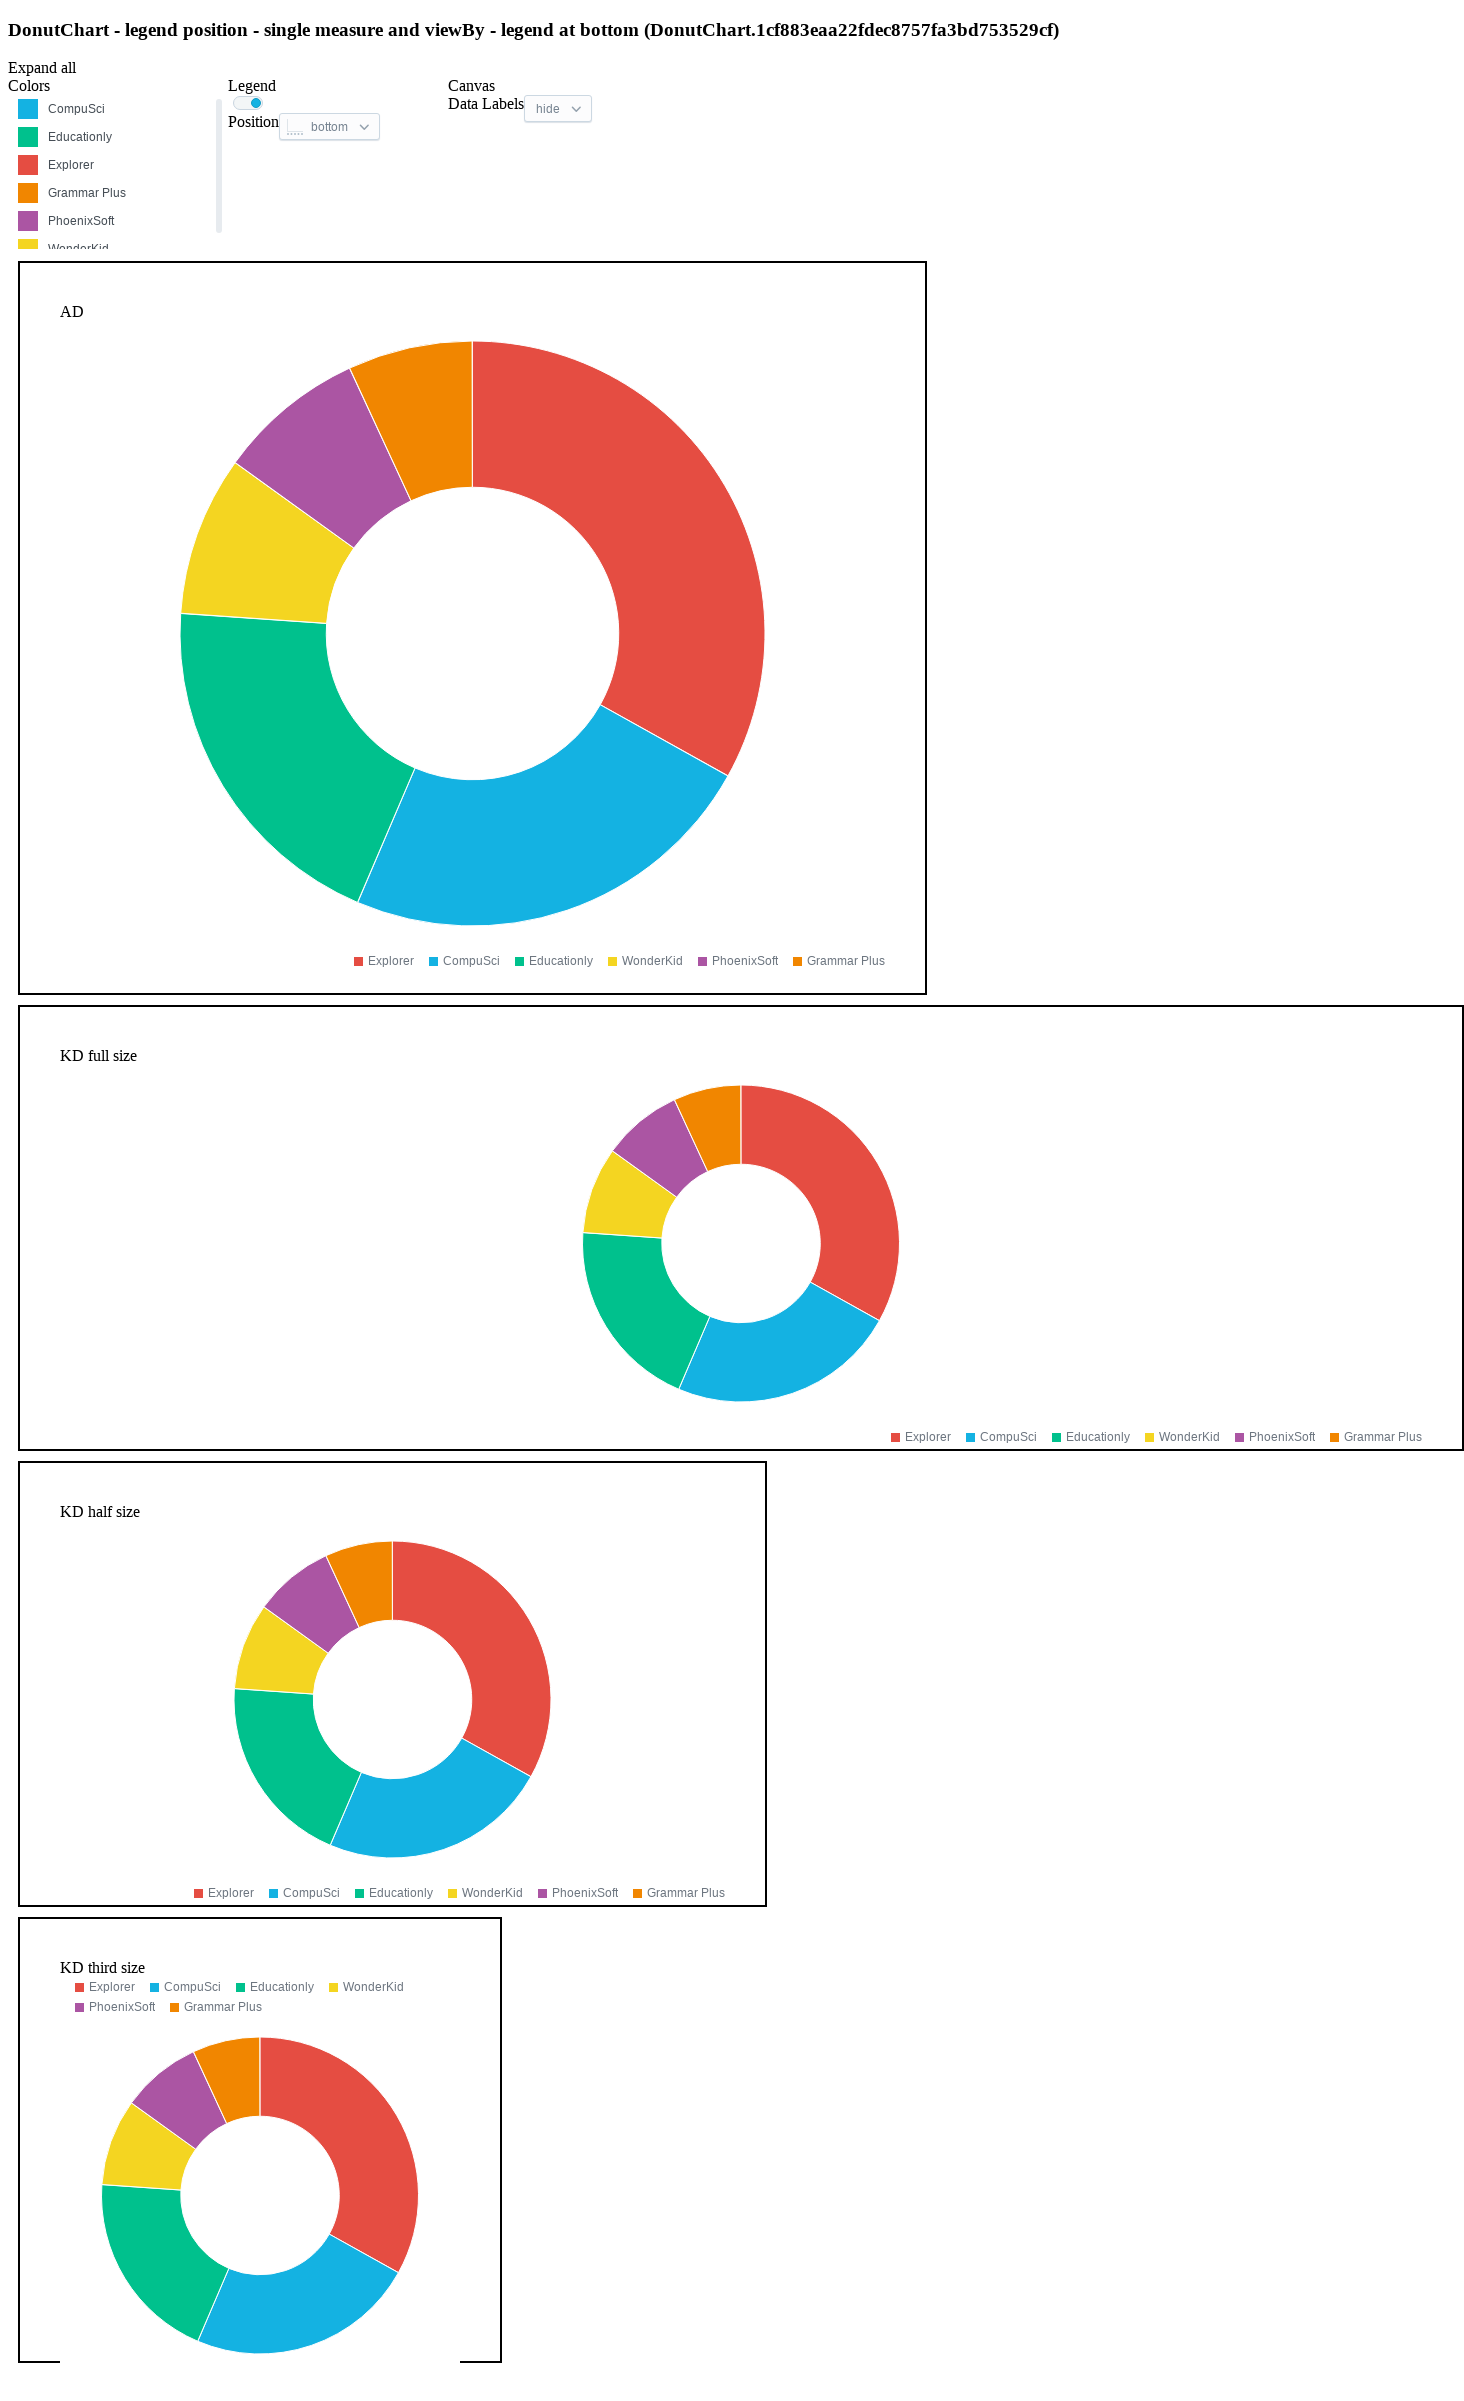 DonutChart - legend position - single measure and viewBy - legend at bottom (DonutChart.1cf883eaa22fdec8757fa3bd753529cf)
Expand all
Colors
CompuSci
Educationly
Explorer
Grammar Plus
PhoenixSoft
WonderKid
Legend
Position bottom
Canvas
Data Labels hide
AD
Explorer CompuSci Educationly WonderKid PhoenixSoft Grammar Plus
KD full size
Explorer CompuSci Educationly WonderKid PhoenixSoft Grammar Plus
KD half size
Explorer CompuSci Educationly WonderKid PhoenixSoft Grammar Plus
KD third size
Explorer CompuSci Educationly WonderKid
PhoenixSoft Grammar Plus